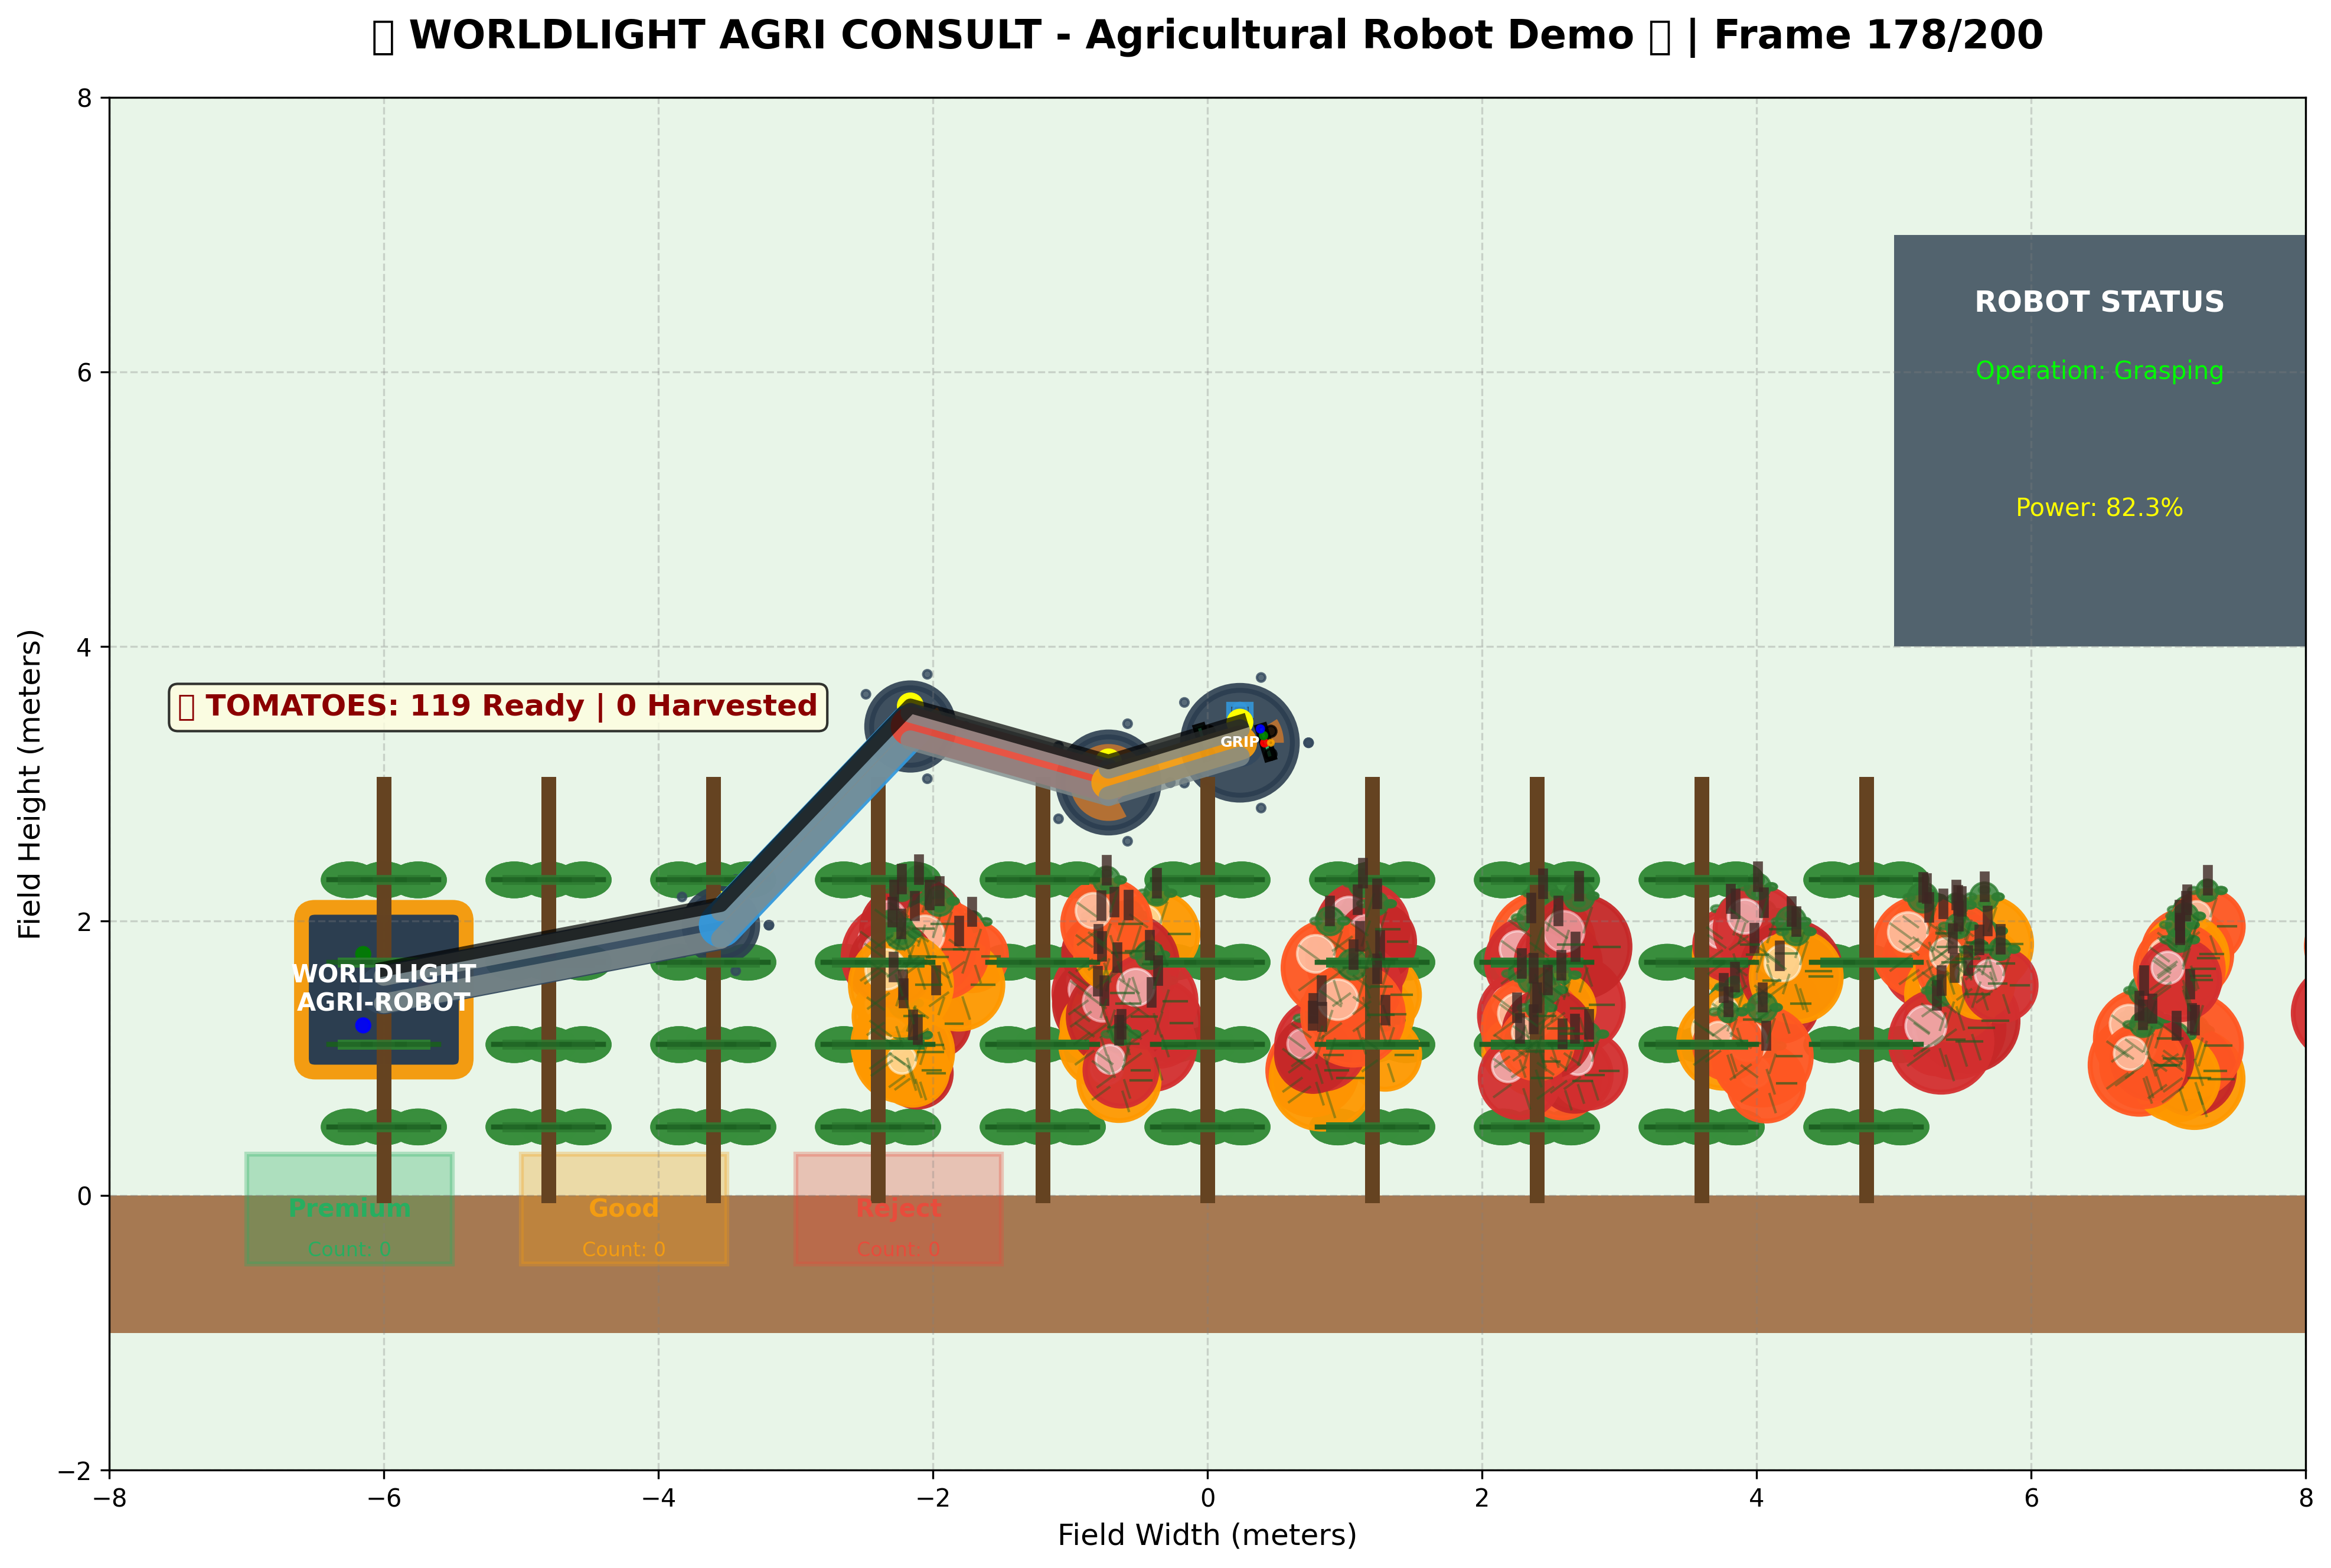 WORLDLIGHT AGRI CONSULT - Agricultural Robot Demo | Frame 178/200
8
6
4
2
0
−2
Field Height (meters)
ROBOT STATUS
Operation: Grasping
Power: 82.3%
TOMATOES: 119 Ready | 0 Harvested
GRIP
WORLDLIGHT
AGRI-ROBOT
Premium
Count: 0
Good
Count: 0
Reject
Count: 0
−8 −6 −4 −2 0 2 4 6 8
Field Width (meters)